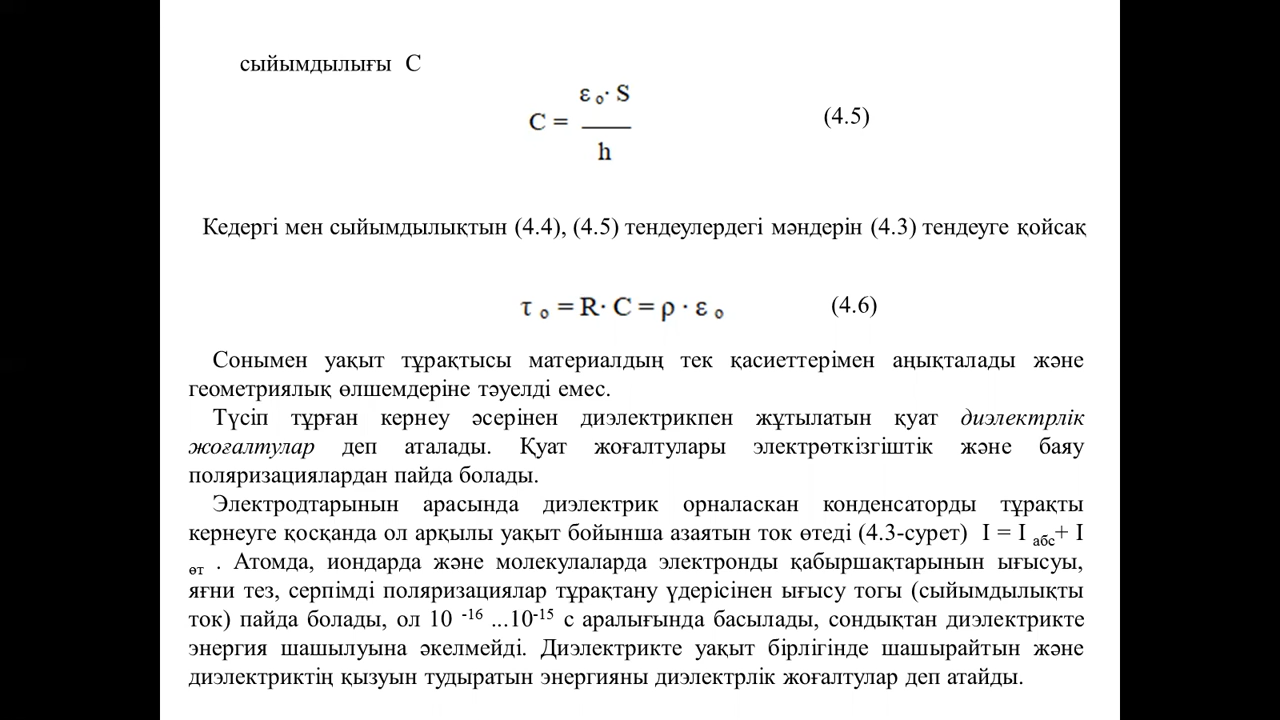 сыйымдылығы С
ε₀· S
C = ——
h
(4.5)
Кедергі мен сыйымдылықтын (4.4), (4.5) тендеулердегі мәндерін (4.3) тендеуге қойсақ
τ ₀ = R· C = ρ · ε ₀ (4.6)
Сонымен уақыт тұрақтысы материалдың тек қасиеттерімен аңықталады және
геометриялық өлшемдеріне тәуелді емес.
Түсіп тұрған кернеу әсерінен диэлектрикпен жұтылатын қуат диэлектрлік
жоғалтулар деп аталады. Қуат жоғалтулары электрөткізгіштік және баяу
поляризациялардан пайда болады.
Электродтарынын арасында диэлектрик орналаскан конденсаторды тұрақты
кернеуге қосқанда ол арқылы уақыт бойынша азаятын ток өтеді (4.3-сурет) I = I абс+ I
өт . Атомда, иондарда және молекулаларда электронды қабыршақтарынын ығысуы,
яғни тез, серпімді поляризациялар тұрақтану үдерісінен ығысу тогы (сыйымдылықты
ток) пайда болады, ол 10 ⁻¹⁶ ...10⁻¹⁵ с аралығында басылады, сондықтан диэлектрикте
энергия шашылуына әкелмейді. Диэлектрикте уақыт бірлігінде шашырайтын және
диэлектриктің қызуын тудыратын энергияны диэлектрлік жоғалтулар деп атайды.